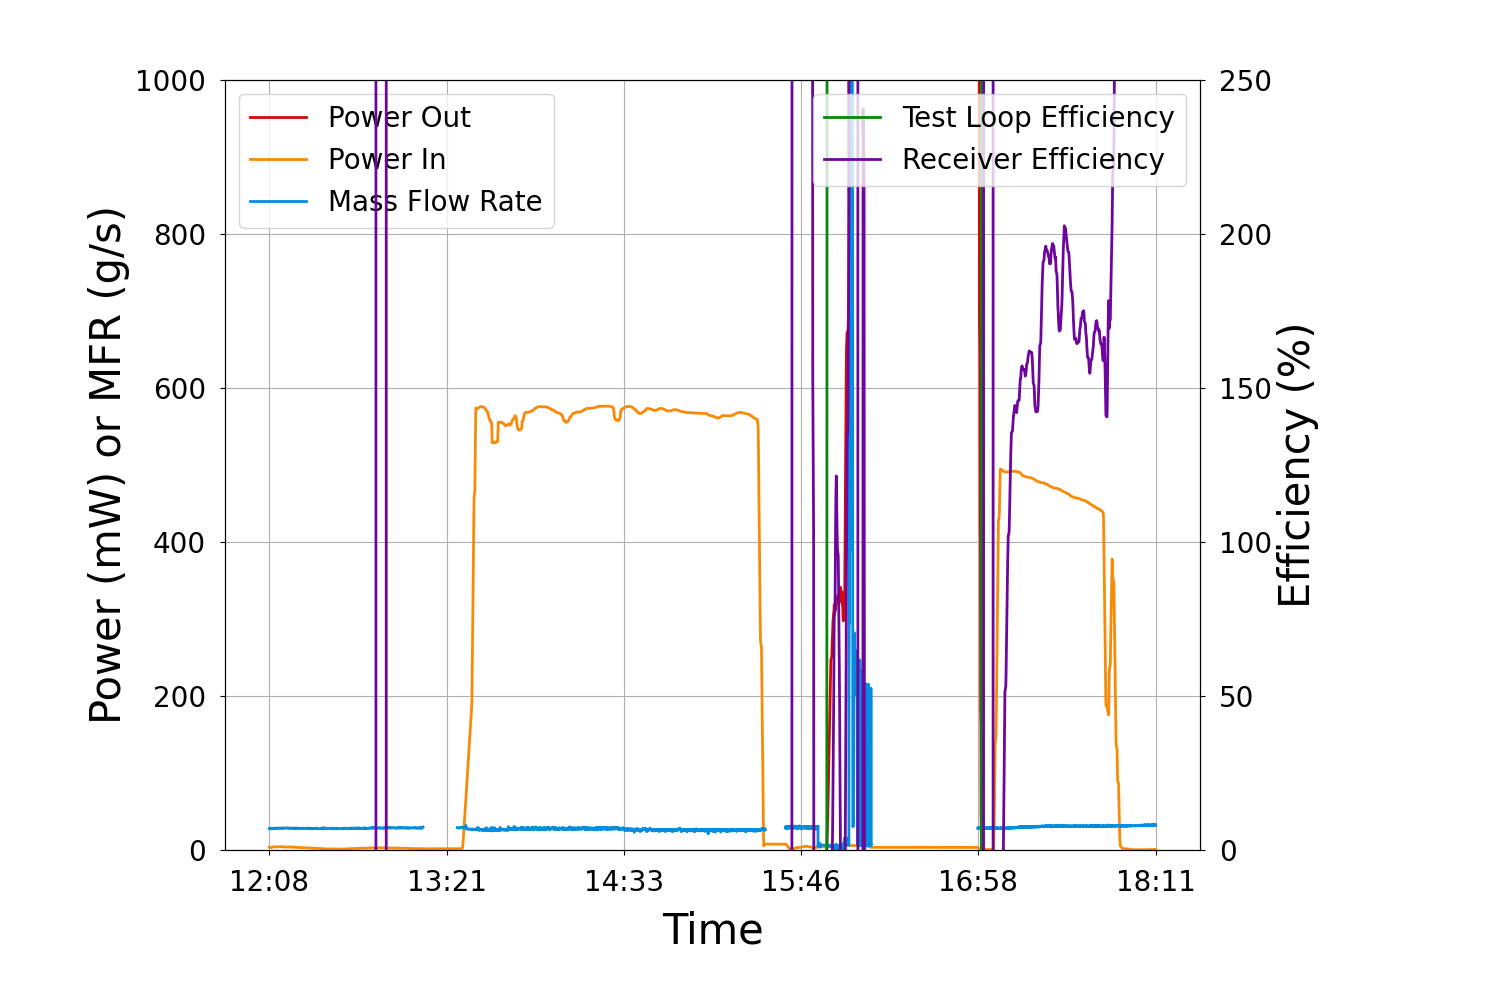 Power Out
Power In
Mass Flow Rate
Test Loop Efficiency
Receiver Efficiency
1000
800
600
400
200
0
Power (mW) or MFR (g/s)
250
200
150
100
50
0
Efficiency (%)
12:08 13:21 14:33 15:46 16:58 18:11
Time